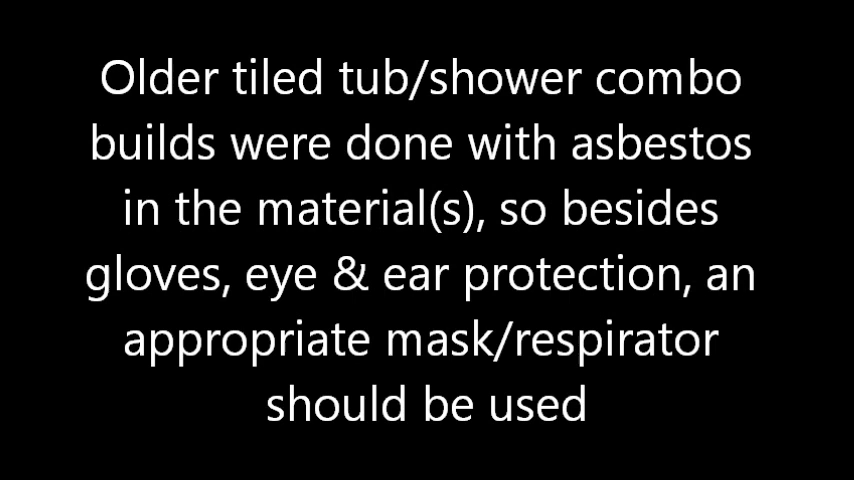 Older tiled tub/shower combo
builds were done with asbestos
in the material(s), so besides
gloves, eye & ear protection, an
appropriate mask/respirator
should be used